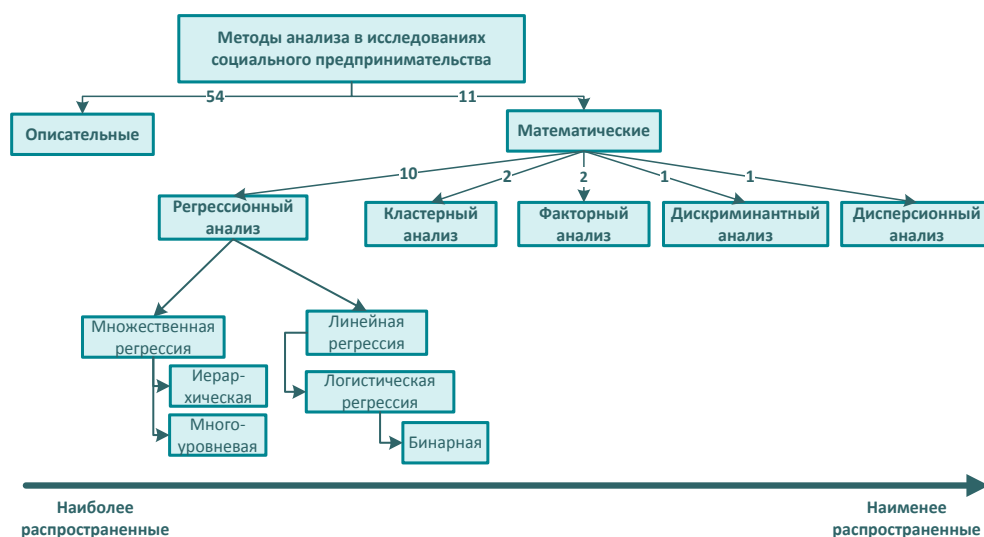 Методы анализа в исследованиях
социального предпринимательства
54
11
Описательные
Математические
10
2
2
1
1
Регрессионный
анализ
Кластерный
анализ
Факторный
анализ
Дискриминантный
анализ
Дисперсионный
анализ
Множественная
регрессия
Линейная
регрессия
Иерар-
хическая
Логистическая
регрессия
Много-
уровневая
Бинарная
Наиболее
распространенные
Наименее
распространенные